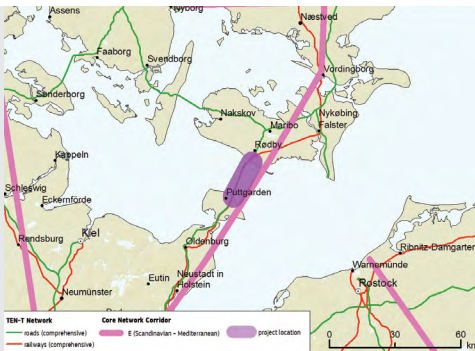 Assens
Nyborg
Næstved
Faaborg
Svendborg
Vordingborg
Sønderborg
Nakskov
Nykøbing
Falster
Maribo
Rødby
Kappeln
Puttgarden
Schleswig
Eckernförde
Kiel
Rendsburg
Oldenburg
Ribnitz-Damgarten
Warnemünde
Eutin
Neustadt in
Holstein
Rostock
Neumünster
TEN-T Network
Core Network Corridor
roads (comprehensive)
E (Scandinavian - Mediterranean)
project location
railways (comprehensive)
0 30 60
km